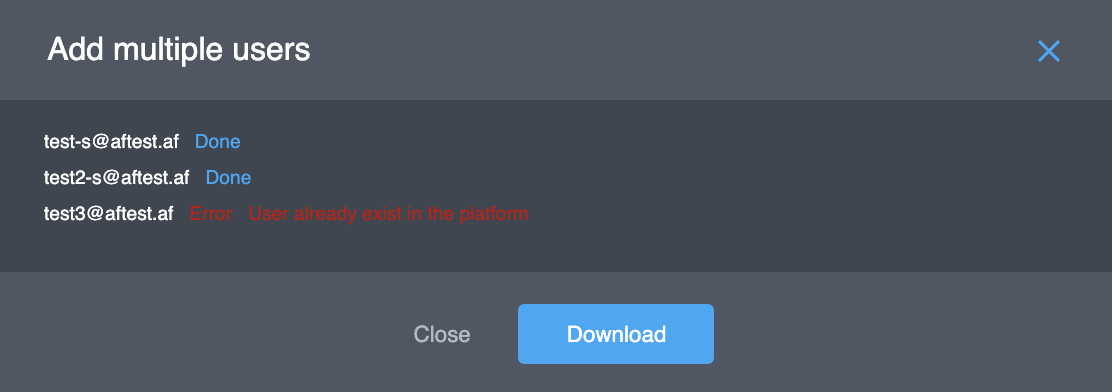 Add multiple users
test-s@aftest.af Done
test2-s@aftest.af Done
test3@aftest.af Error User already exist in the platform
Close Download